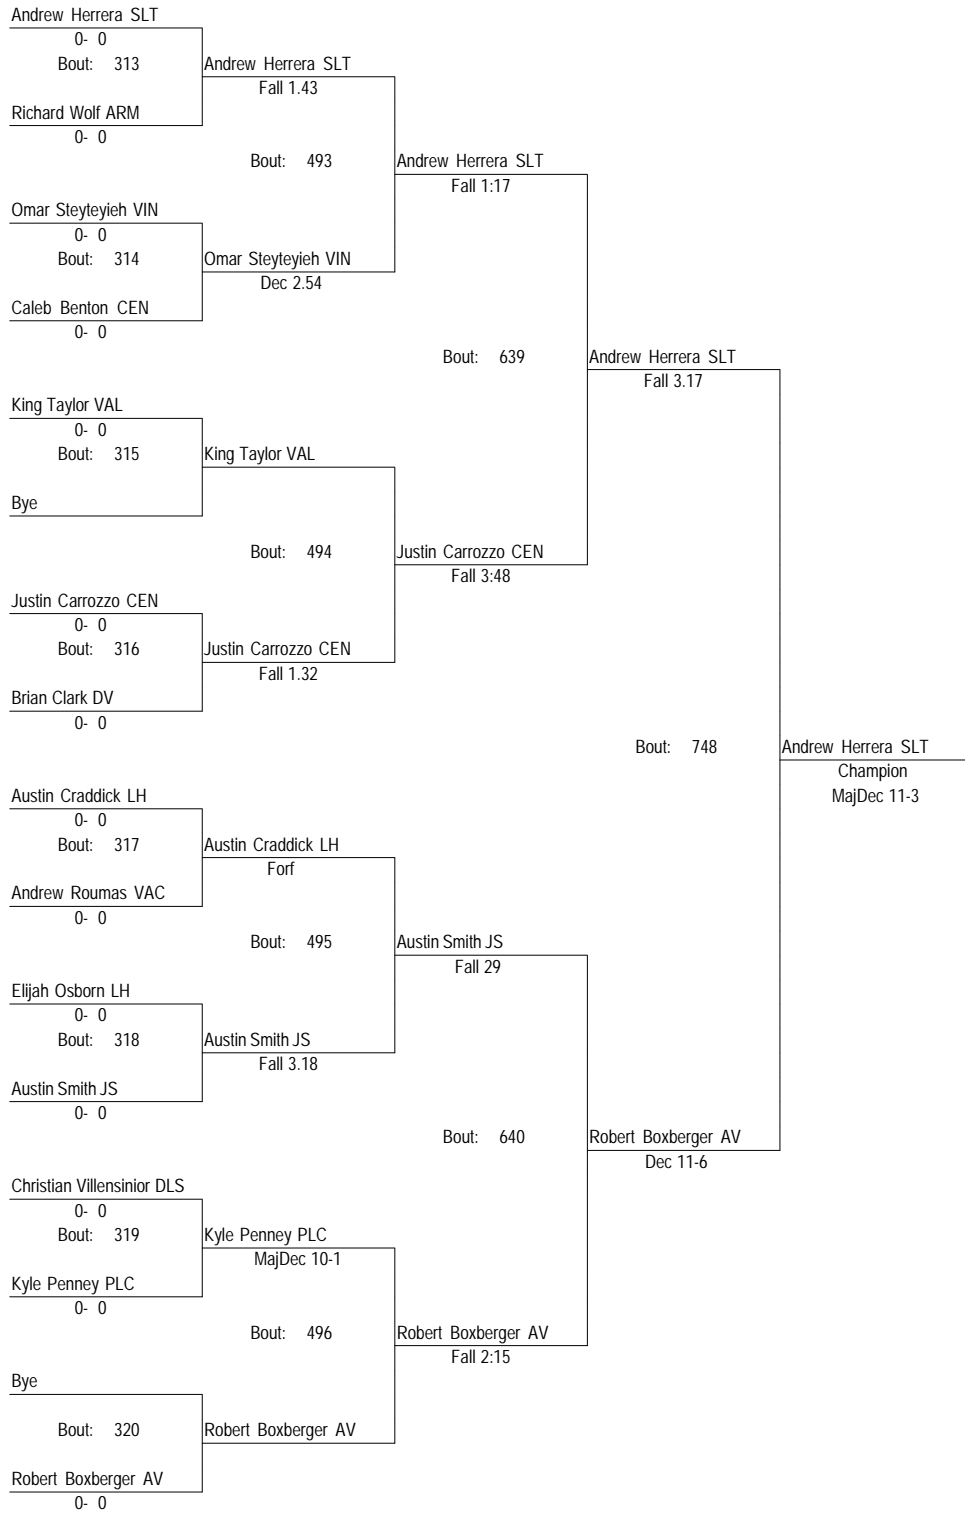 Andrew Herrera SLT
0- 0
Bout: 313
Andrew Herrera SLT
Fall 1.43
Richard Wolf ARM
0- 0
Bout: 493
Andrew Herrera SLT
Fall 1:17
Omar Steyteyieh VIN
0- 0
Bout: 314
Omar Steyteyieh VIN
Dec 2.54
Caleb Benton CEN
0- 0
Bout: 639
Andrew Herrera SLT
Fall 3.17
King Taylor VAL
0- 0
Bout: 315
King Taylor VAL
Bye
Bout: 494
Justin Carrozzo CEN
Fall 3:48
Justin Carrozzo CEN
0- 0
Bout: 316
Justin Carrozzo CEN
Fall 1.32
Brian Clark DV
0- 0
Bout: 748
Andrew Herrera SLT
Champion
MajDec 11-3
Austin Craddick LH
0- 0
Bout: 317
Austin Craddick LH
Forf
Andrew Roumas VAC
0- 0
Bout: 495
Austin Smith JS
Fall 29
Elijah Osborn LH
0- 0
Bout: 318
Austin Smith JS
Fall 3.18
Austin Smith JS
0- 0
Bout: 640
Robert Boxberger AV
Dec 11-6
Christian Villensinior DLS
0- 0
Bout: 319
Kyle Penney PLC
MajDec 10-1
Kyle Penney PLC
0- 0
Bout: 496
Robert Boxberger AV
Fall 2:15
Bye
Bout: 320
Robert Boxberger AV
Robert Boxberger AV
0- 0